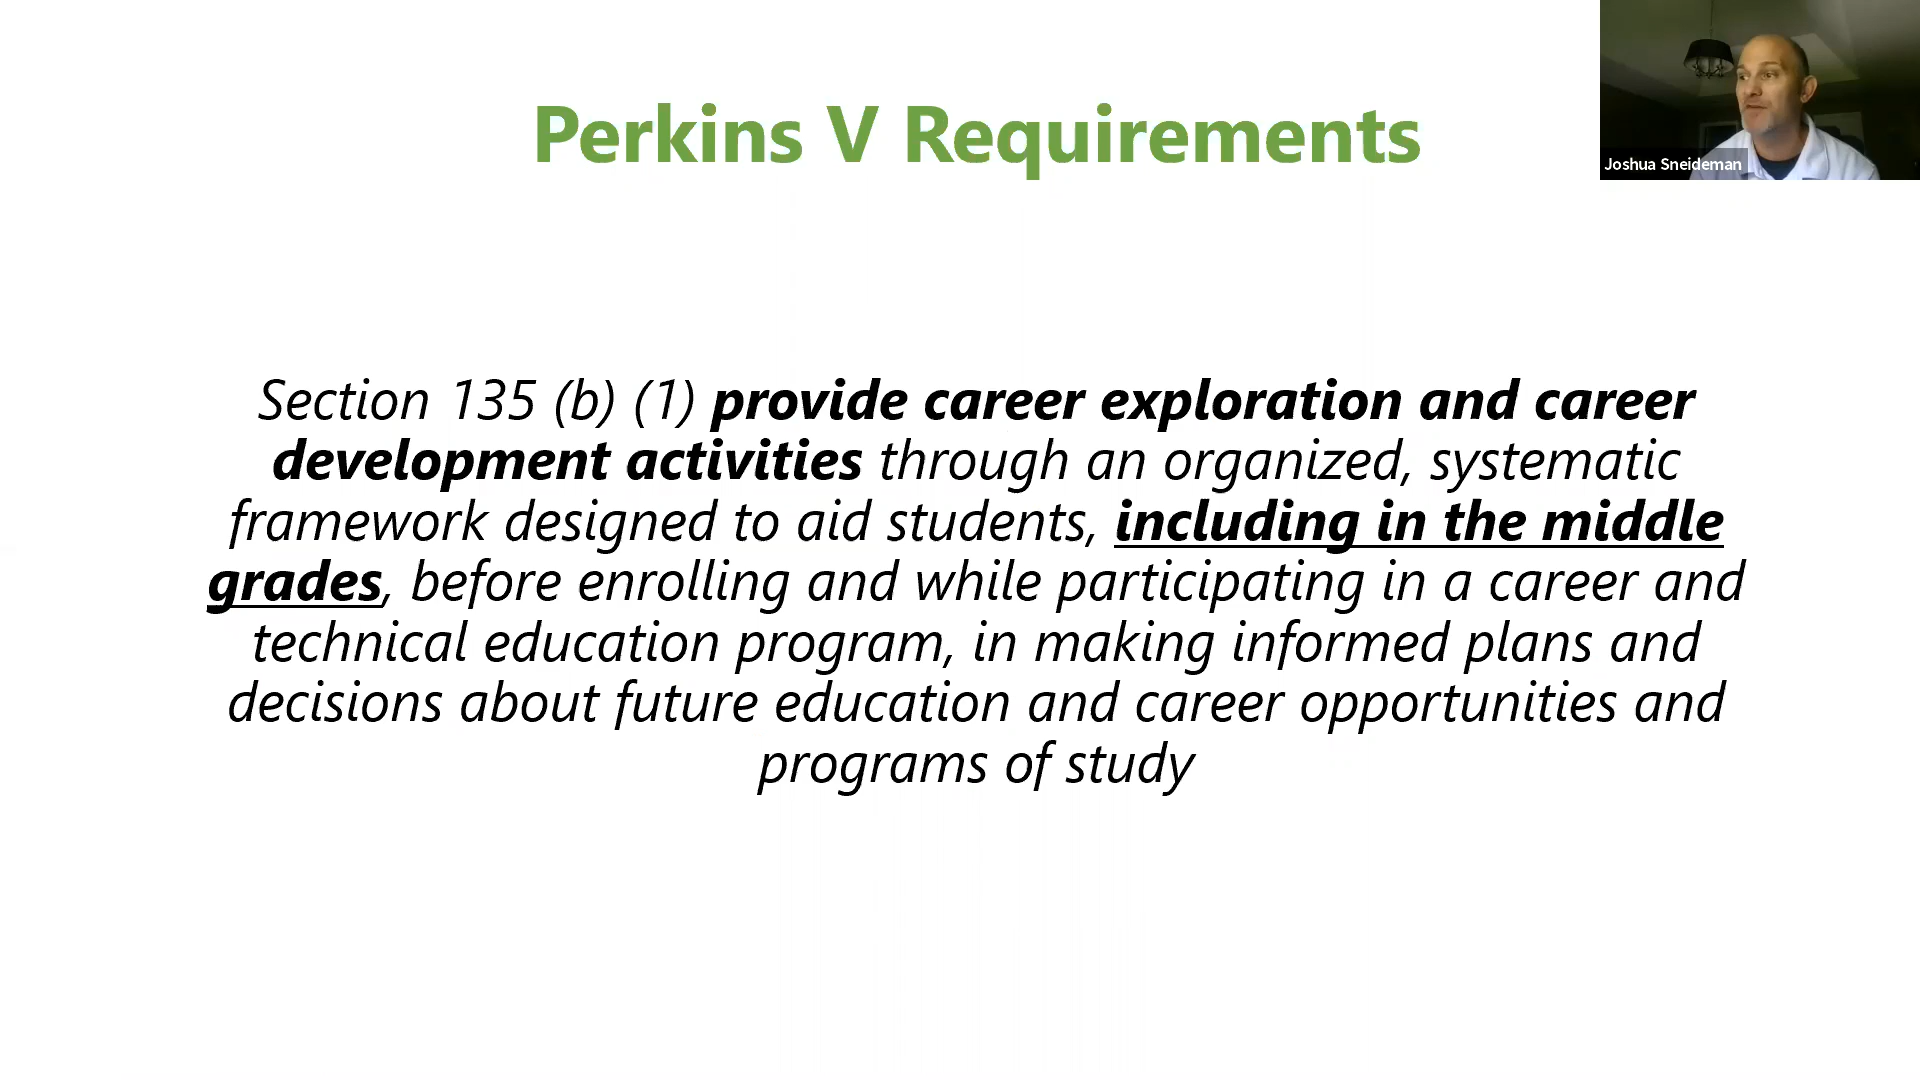 Perkins V Requirements
Joshua Sneideman
Section 135 (b) (1) provide career exploration and career
development activities through an organized, systematic
framework designed to aid students, including in the middle
grades, before enrolling and while participating in a career and
technical education program, in making informed plans and
decisions about future education and career opportunities and
programs of study